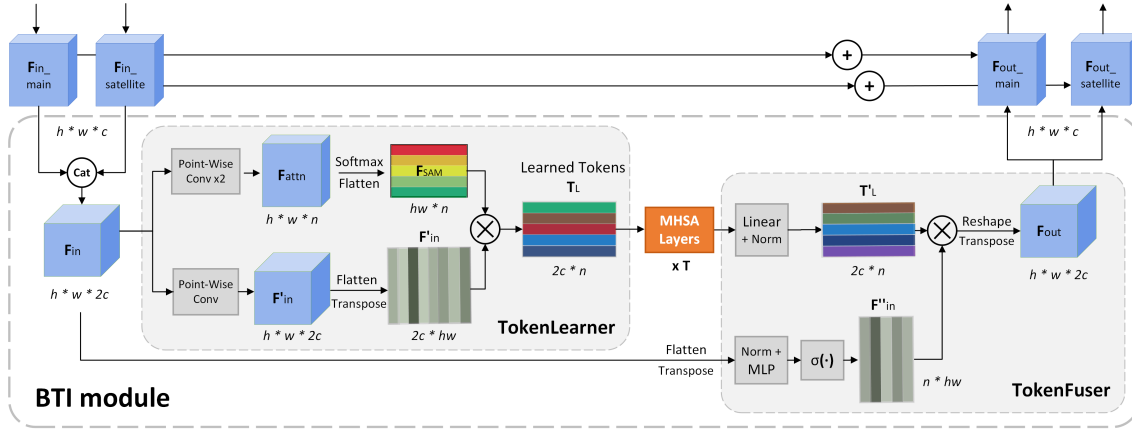 Fin_
main
Fin_
satellite
+
+
Fout_
main
Fout_
satellite
h * w * c
h * w * c
Cat
Point-Wise
Conv x2
Fattn
h * w * n
Softmax
Flatten
FSAM
hw * n
Learned Tokens
TL
2c * n
Fin
h * w * 2c
Point-Wise
Conv
F'in
h * w * 2c
Flatten
Transpose
F'in
2c * hw
TokenLearner
MHSA
Layers
x T
Linear
+ Norm
T'L
2c * n
Reshape
Transpose
Fout
h * w * 2c
Flatten
Transpose
Norm +
MLP
σ(·)
F''in
n * hw
TokenFuser
BTI module